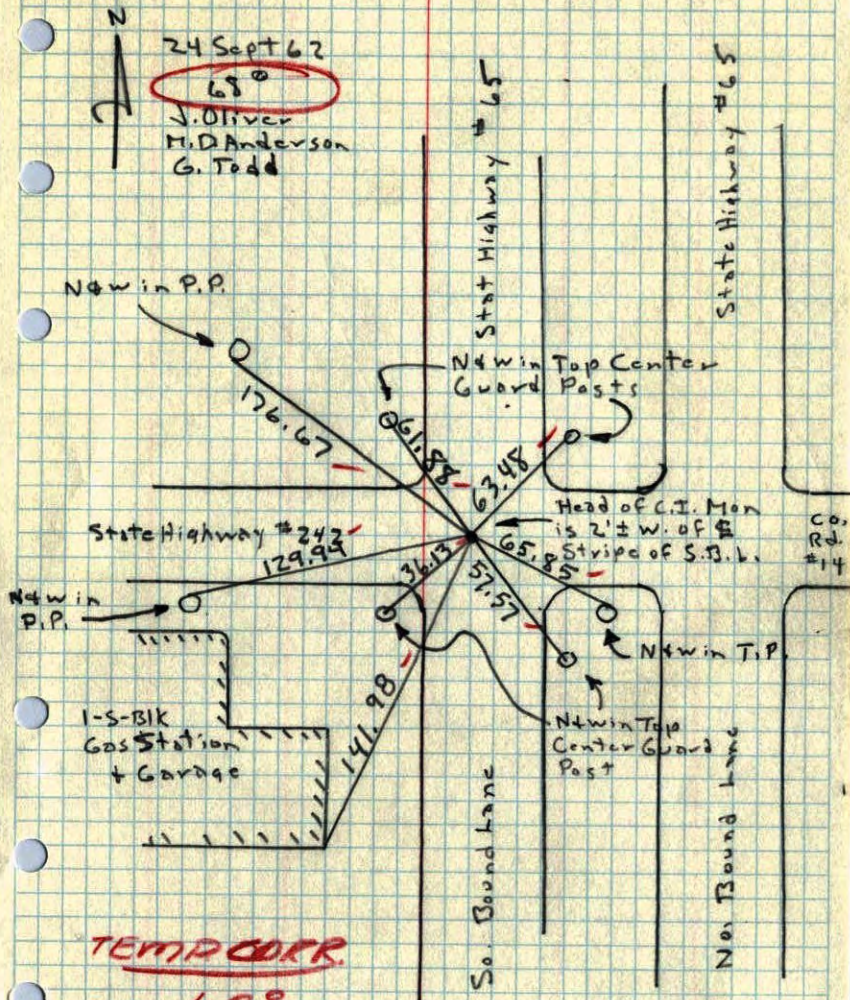 N
24 Sept 62
68°
J. Oliver
M.D Anderson
G. Todd
Stat Highway #65
State Highway #65
N&W in P.P.
N&W in Top Center
Guard Posts
176.67
61.88
63.48
Head of C.I. Mon
is 2'± W. of ℄
Stripe of S.B.L.
Co.
Rd.
#14
State Highway #242
129.94
36.13
65.85
57.57
N&W in
P.P.
N&W in T.P.
141.98
1-S-Blk
Gas Station
& Garage
N&W in Top
Center Guard
Post
So. Bound Lane
No. Bound Lane
TEMP CORR.
68°